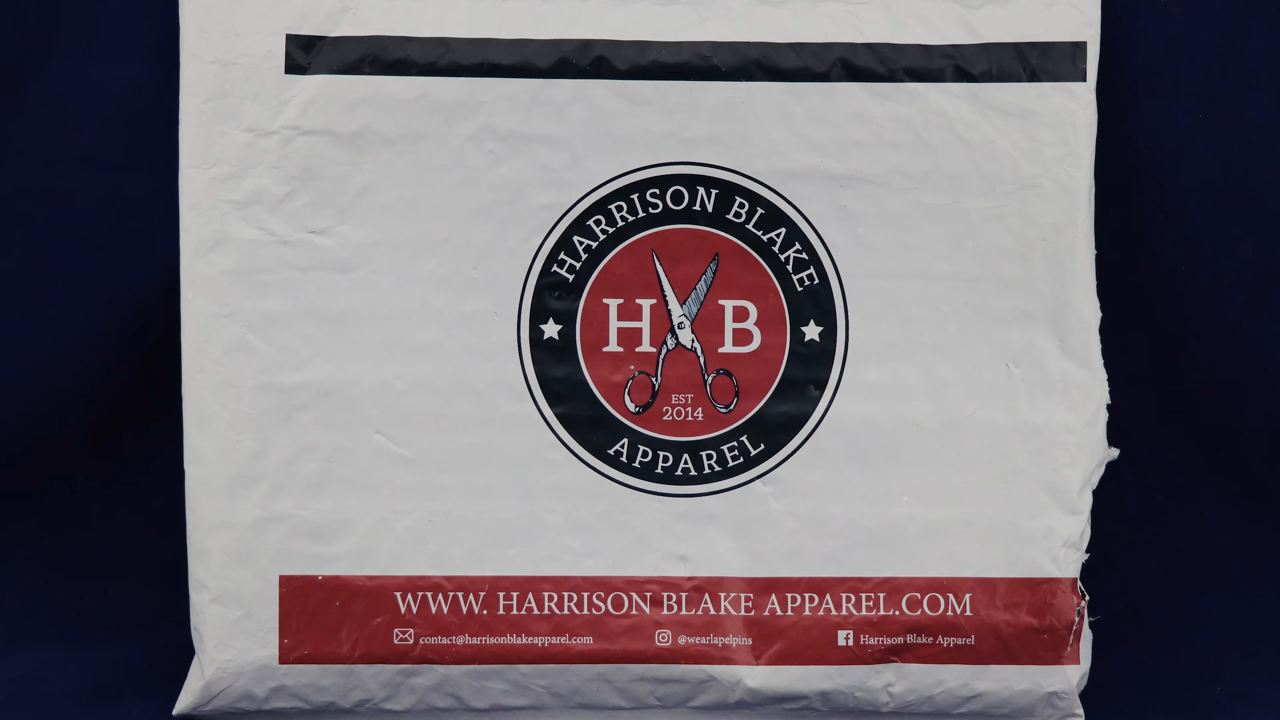 HARRISON BLAKE
H B
EST
2014
APPAREL
WWW. HARRISON BLAKE APPAREL.COM
contact@harrisonblakeapparel.com @wearlapelpins Harrison Blake Apparel